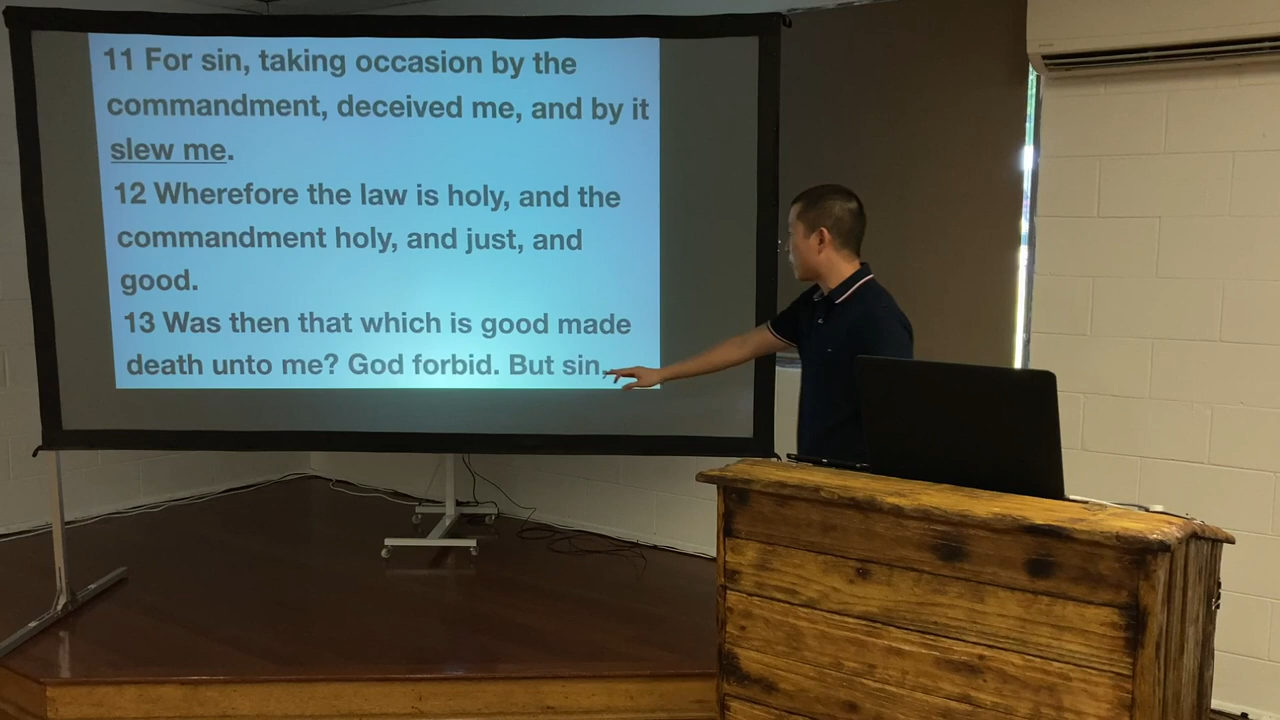 11 For sin, taking occasion by the
commandment, deceived me, and by it
slew me.
12 Wherefore the law is holy, and the
commandment holy, and just, and
good.
13 Was then that which is good made
death unto me? God forbid. But sin,